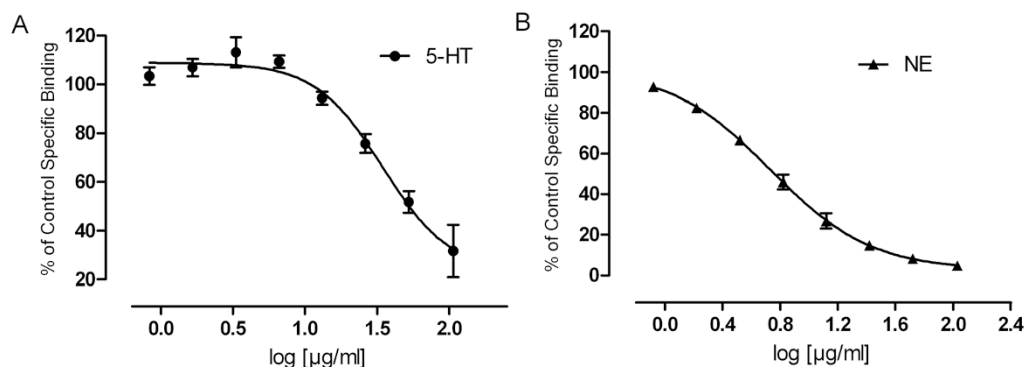 A
% of Control Specific Binding
120
100
80
60
40
20
5-HT
0.0 0.5 1.0 1.5 2.0
log [µg/ml]
B
% of Control Specific Binding
120
100
80
60
40
20
0
NE
0.0 0.4 0.8 1.2 1.6 2.0 2.4
log [µg/ml]